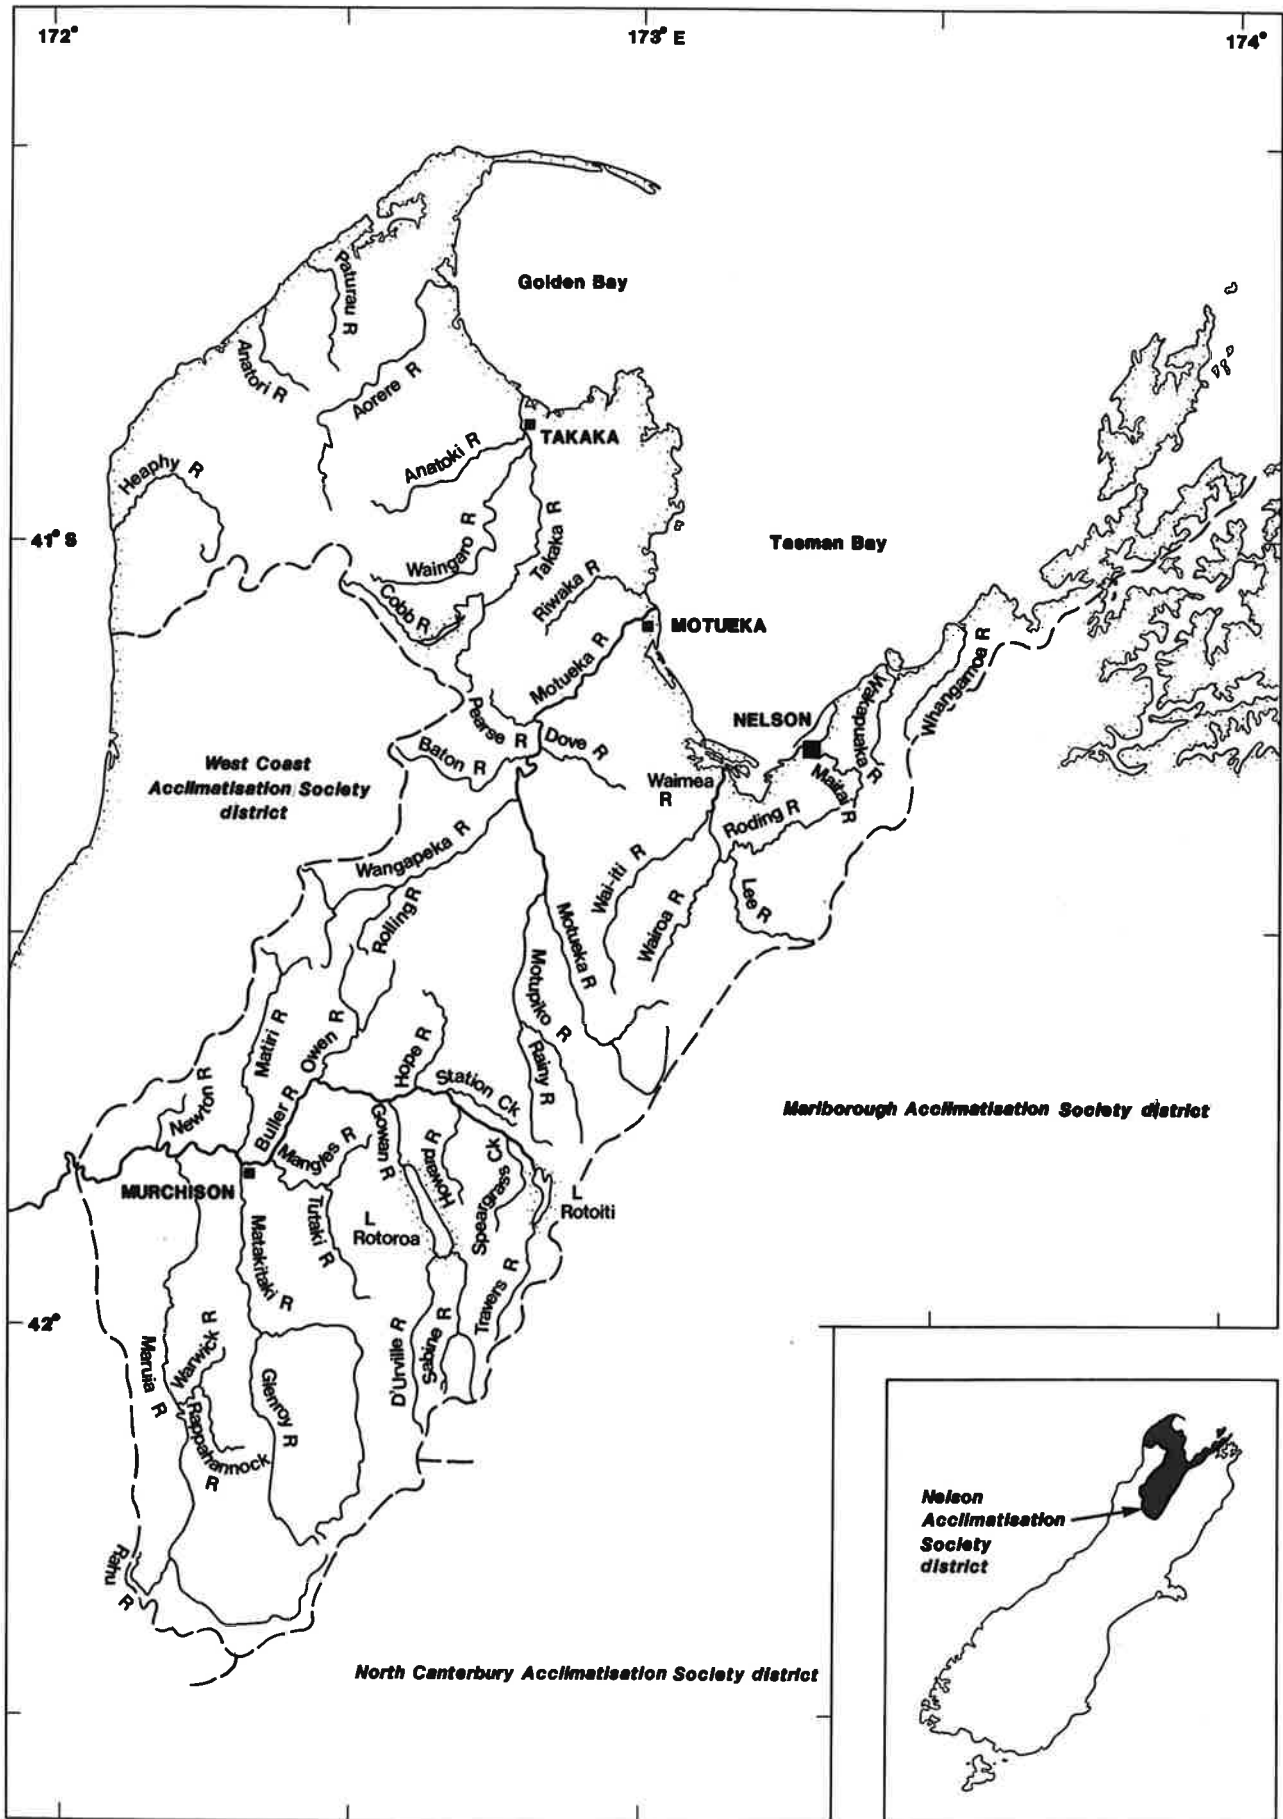 172°
173° E
174°
Golden Bay
Paturau R
Anatori R
Aorere R
TAKAKA
Anatoki R
Heaphy R
41° S
Waingaro R
Takaka R
Tasman Bay
Cobb R
Riwaka R
MOTUEKA
Motueka R
Whangamoa R
Wakapuaka R
NELSON
Pearse R
Dove R
Baton R
Waimea
R
Maitai R
West Coast
Acclimatisation Society
district
Roding R
Wangapeka R
Wai-iti R
Lee R
Rolling R
Wairoa R
Motueka R
Motupiko R
Matiri R
Owen R
Hope R
Rainy R
Station Ck
Newton R
Buller R
Mangles R
Gowan R
Howard R
Speargrass Ck
Marlborough Acclimatisation Society district
MURCHISON
L
Rotoiti
Tutaki R
L
Rotoroa
Matakitaki R
Travers R
42°
Maruia R
Warwick R
D'Urville R
Sabine R
Glenroy R
Rappahannock
R
Rahu R
North Canterbury Acclimatisation Society district
Nelson
Acclimatisation
Society
district